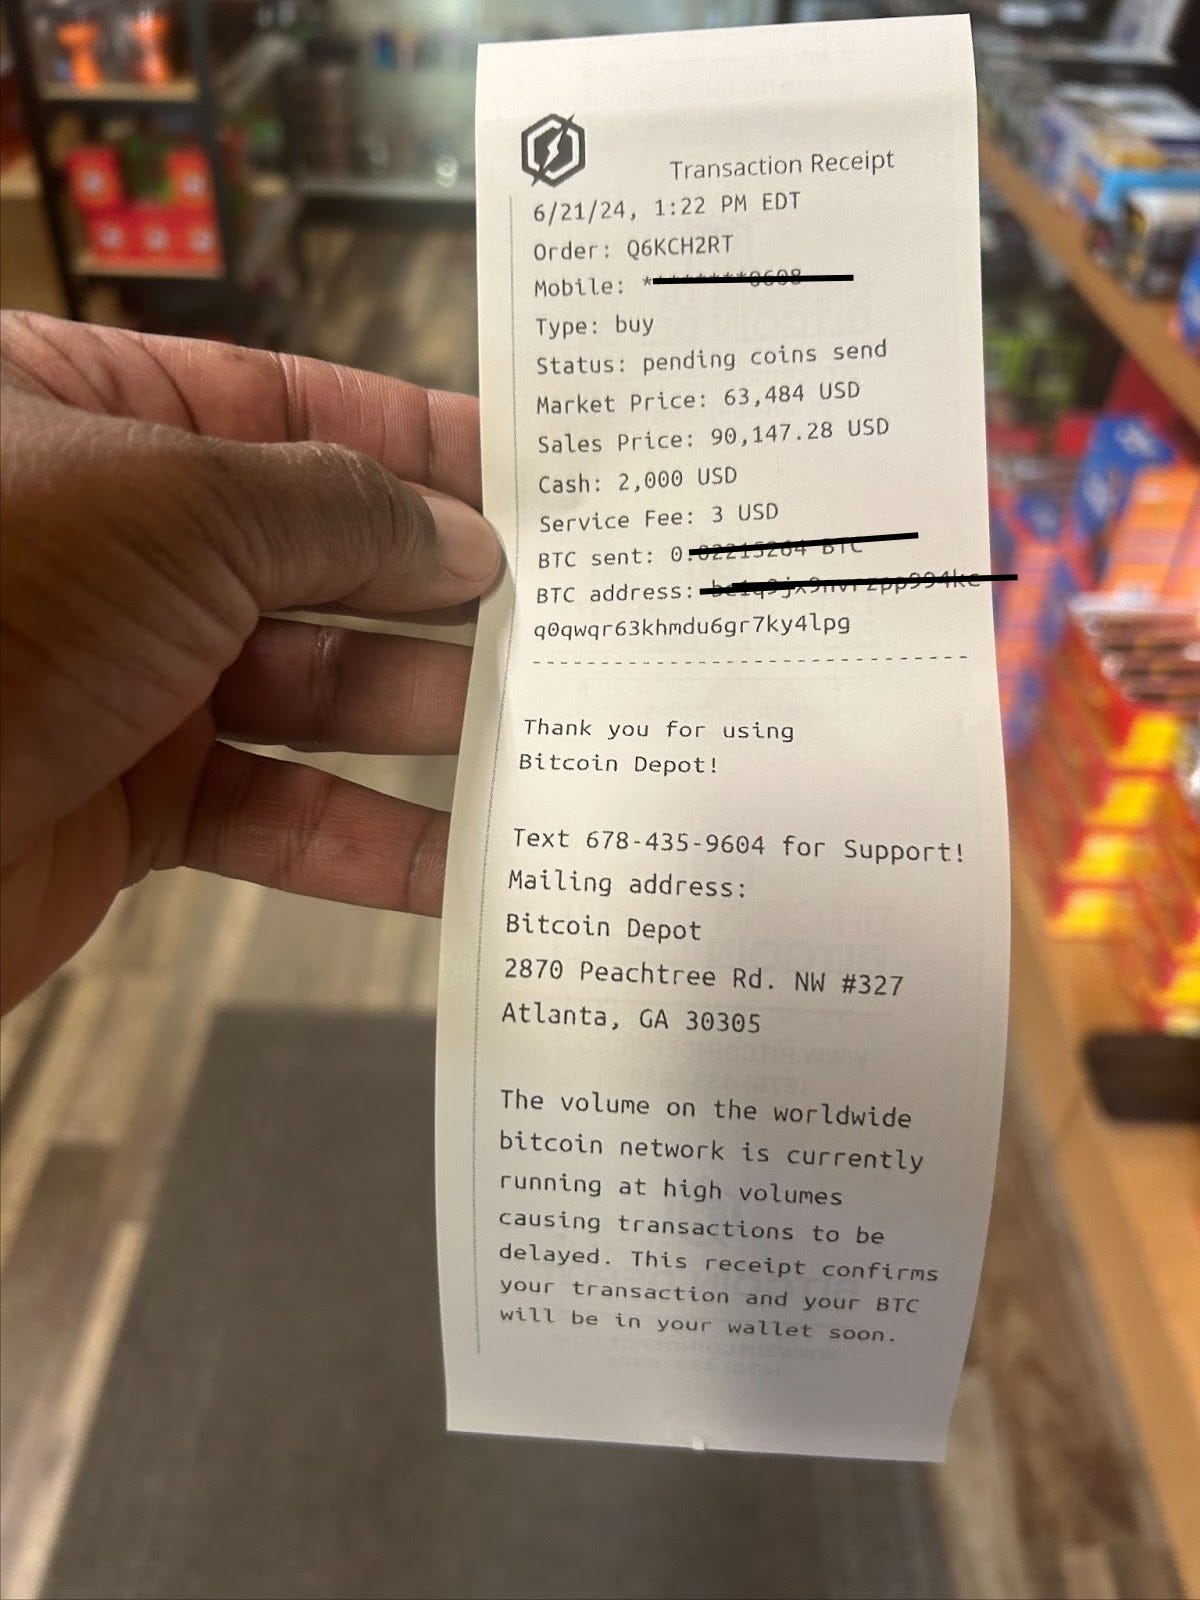 Transaction Receipt
6/21/24, 1:22 PM EDT
Order: Q6KCH2RT
Mobile:
Type: buy
Status: pending coins send
Market Price: 63,484 USD
Sales Price: 90,147.28 USD
Cash: 2,000 USD
Service Fee: 3 USD
BTC sent: 0.
BTC address:
q0qwqr63khmdu6gr7ky4lpg
--------------------------------
Thank you for using
Bitcoin Depot!
Text 678-435-9604 for Support!
Mailing address:
Bitcoin Depot
2870 Peachtree Rd. NW #327
Atlanta, GA 30305
The volume on the worldwide
bitcoin network is currently
running at high volumes
causing transactions to be
delayed. This receipt confirms
your transaction and your BTC
will be in your wallet soon.